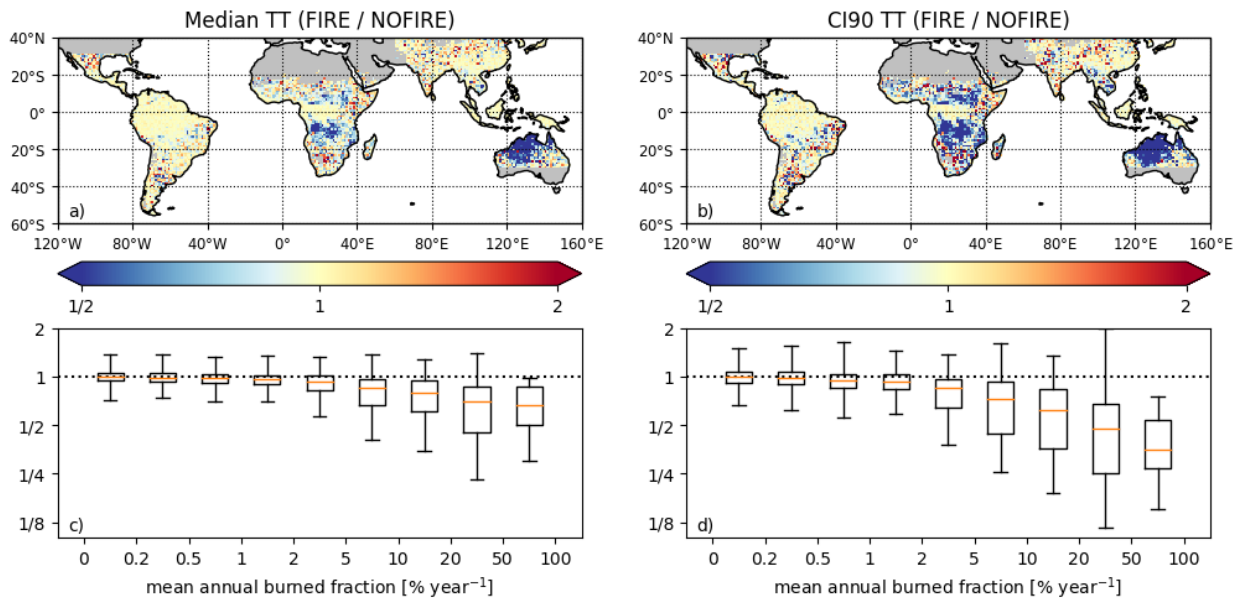 Median TT (FIRE / NOFIRE)
CI90 TT (FIRE / NOFIRE)
40°N
20°S
0°
20°S
40°S
60°S
a)
120°W 80°W 40°W 0° 40°E 80°E 120°E 160°E
40°N
20°S
0°
20°S
40°S
60°S
b)
120°W 80°W 40°W 0° 40°E 80°E 120°E 160°E
1/2 1 2
1/2 1 2
2
1
1/2
1/4
1/8
c)
0 0.2 0.5 1 2 5 10 20 50 100
mean annual burned fraction [% year⁻¹]
2
1
1/2
1/4
1/8
d)
0 0.2 0.5 1 2 5 10 20 50 100
mean annual burned fraction [% year⁻¹]